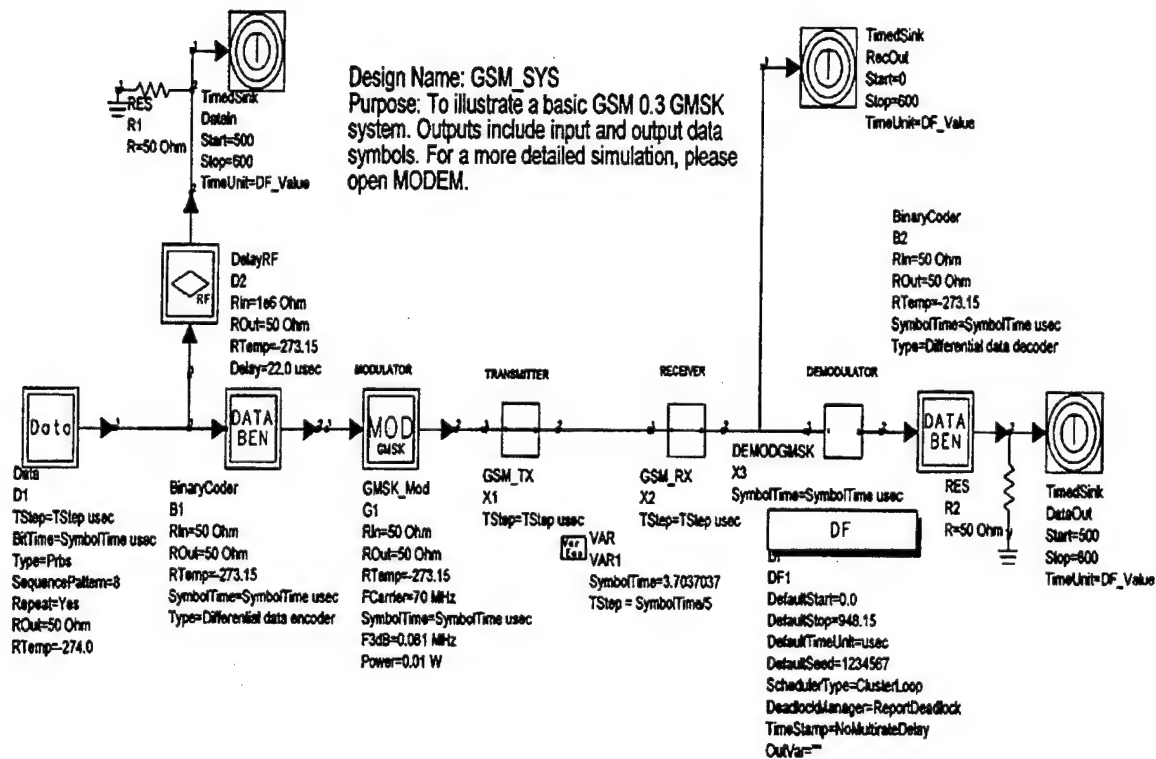 TimedSink
DataIn
Start=500
Stop=600
TimeUnit=DF_Value
RES
R1
R=50 Ohm
Design Name: GSM_SYS
Purpose: To illustrate a basic GSM 0.3 GMSK
system. Outputs include input and output data
symbols. For a more detailed simulation, please
open MODEM.
TimedSink
RecOut
Start=0
Stop=600
TimeUnit=DF_Value
RF
DelayRF
D2
RIn=1e6 Ohm
ROut=50 Ohm
RTemp=-273.15
Delay=22.0 usec
BinaryCoder
B2
RIn=50 Ohm
ROut=50 Ohm
RTemp=-273.15
SymbolTime=SymbolTime usec
Type=Differential data decoder
MODULATOR
TRANSMITTER
RECEIVER
DEMODULATOR
Data
DATA
BEN
MOD
GMSK
DATA
BEN
Data
D1
TStep=TStep usec
BitTime=SymbolTime usec
Type=Prbs
SequencePattern=8
Repeat=Yes
ROut=50 Ohm
RTemp=-274.0
BinaryCoder
B1
RIn=50 Ohm
ROut=50 Ohm
RTemp=-273.15
SymbolTime=SymbolTime usec
Type=Differential data encoder
GMSK_Mod
G1
RIn=50 Ohm
ROut=50 Ohm
RTemp=-273.15
FCarrier=70 MHz
SymbolTime=SymbolTime usec
F3dB=0.081 MHz
Power=0.01 W
GSM_TX
X1
TStep=TStep usec
GSM_RX
X2
TStep=TStep usec
Var
Eqn
VAR
VAR1
SymbolTime=3.7037037
TStep = SymbolTime/5
DEMODGMSK
X3
SymbolTime=SymbolTime usec
DF
DF1
DefaultStart=0.0
DefaultStop=948.15
DefaultTimeUnit=usec
DefaultSeed=1234567
SchedulerType=ClusterLoop
DeadlockManager=ReportDeadlock
TimeStamp=NoMultirateDelay
OutVar=""
RES
R2
R=50 Ohm
TimedSink
DataOut
Start=500
Stop=600
TimeUnit=DF_Value